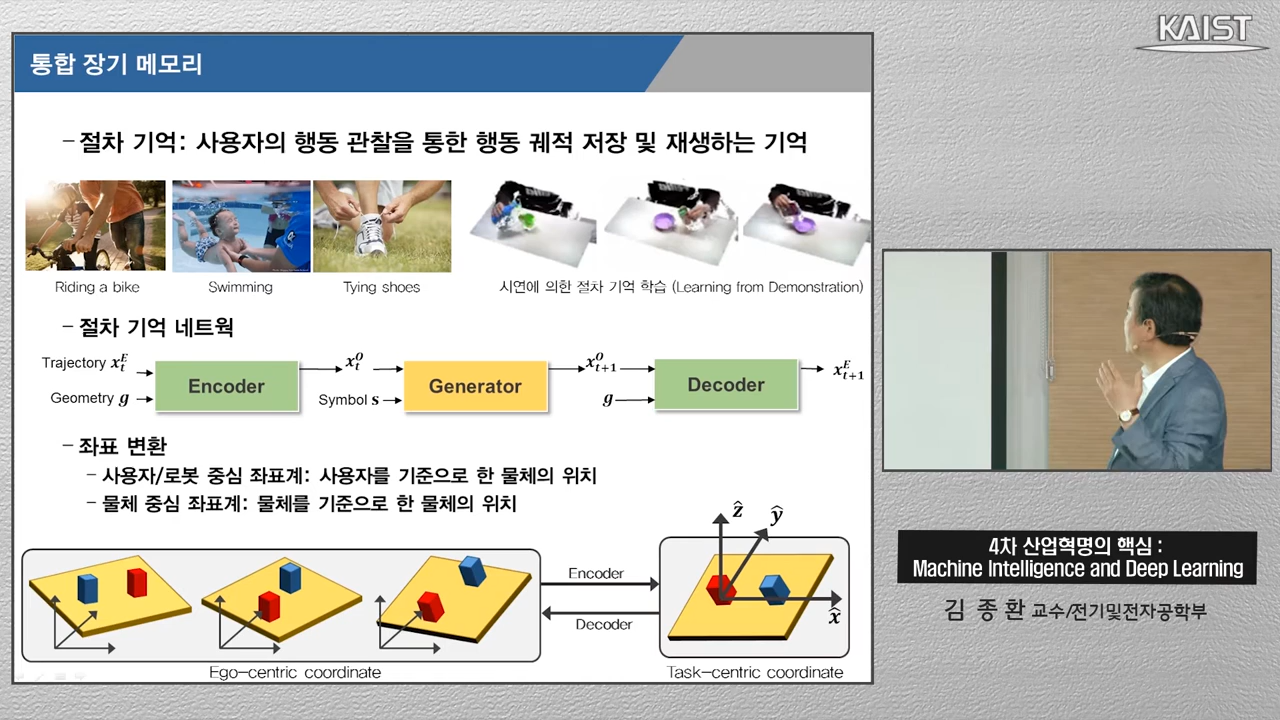 KAIST
통합 장기 메모리
– 절차 기억: 사용자의 행동 관찰을 통한 행동 궤적 저장 및 재생하는 기억
Riding a bike
Swimming
Tying shoes
시연에 의한 절차 기억 학습 (Learning from Demonstration)
– 절차 기억 네트웍
Trajectory x_t^E
Geometry g
Encoder
x_t^O
Symbol s
Generator
x_{t+1}^O
g
Decoder
x_{t+1}^E
– 좌표 변환
– 사용자/로봇 중심 좌표계: 사용자를 기준으로 한 물체의 위치
– 물체 중심 좌표계: 물체를 기준으로 한 물체의 위치
Encoder
Decoder
ẑ
ŷ
x̂
Ego-centric coordinate
Task-centric coordinate
4차 산업혁명의 핵심 :
Machine Intelligence and Deep Learning
김 종 환 교수/전기및전자공학부